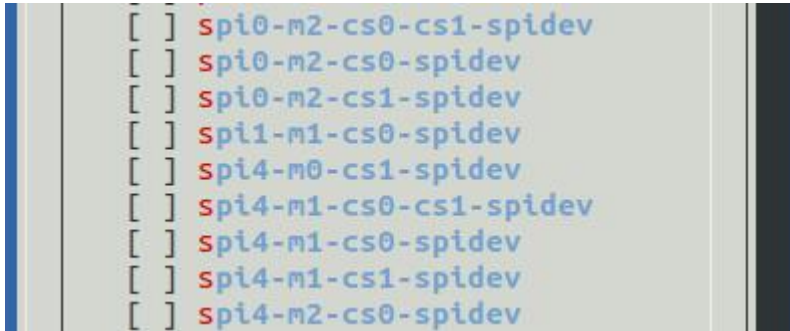 [ ] spi0-m2-cs0-cs1-spidev
[ ] spi0-m2-cs0-spidev
[ ] spi0-m2-cs1-spidev
[ ] spi1-m1-cs0-spidev
[ ] spi4-m0-cs1-spidev
[ ] spi4-m1-cs0-cs1-spidev
[ ] spi4-m1-cs0-spidev
[ ] spi4-m1-cs1-spidev
[ ] spi4-m2-cs0-spidev